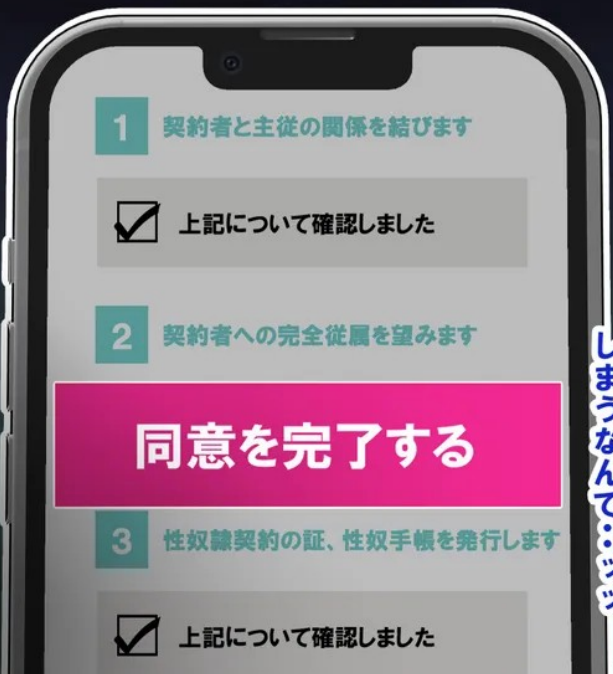 1 契約者と主従の関係を結びます
上記について確認しました
2 契約者への完全従属を望みます
同意を完了する
3 性奴隷契約の証、性奴手帳を発行します
上記について確認しました
しまうなんて…ッッ